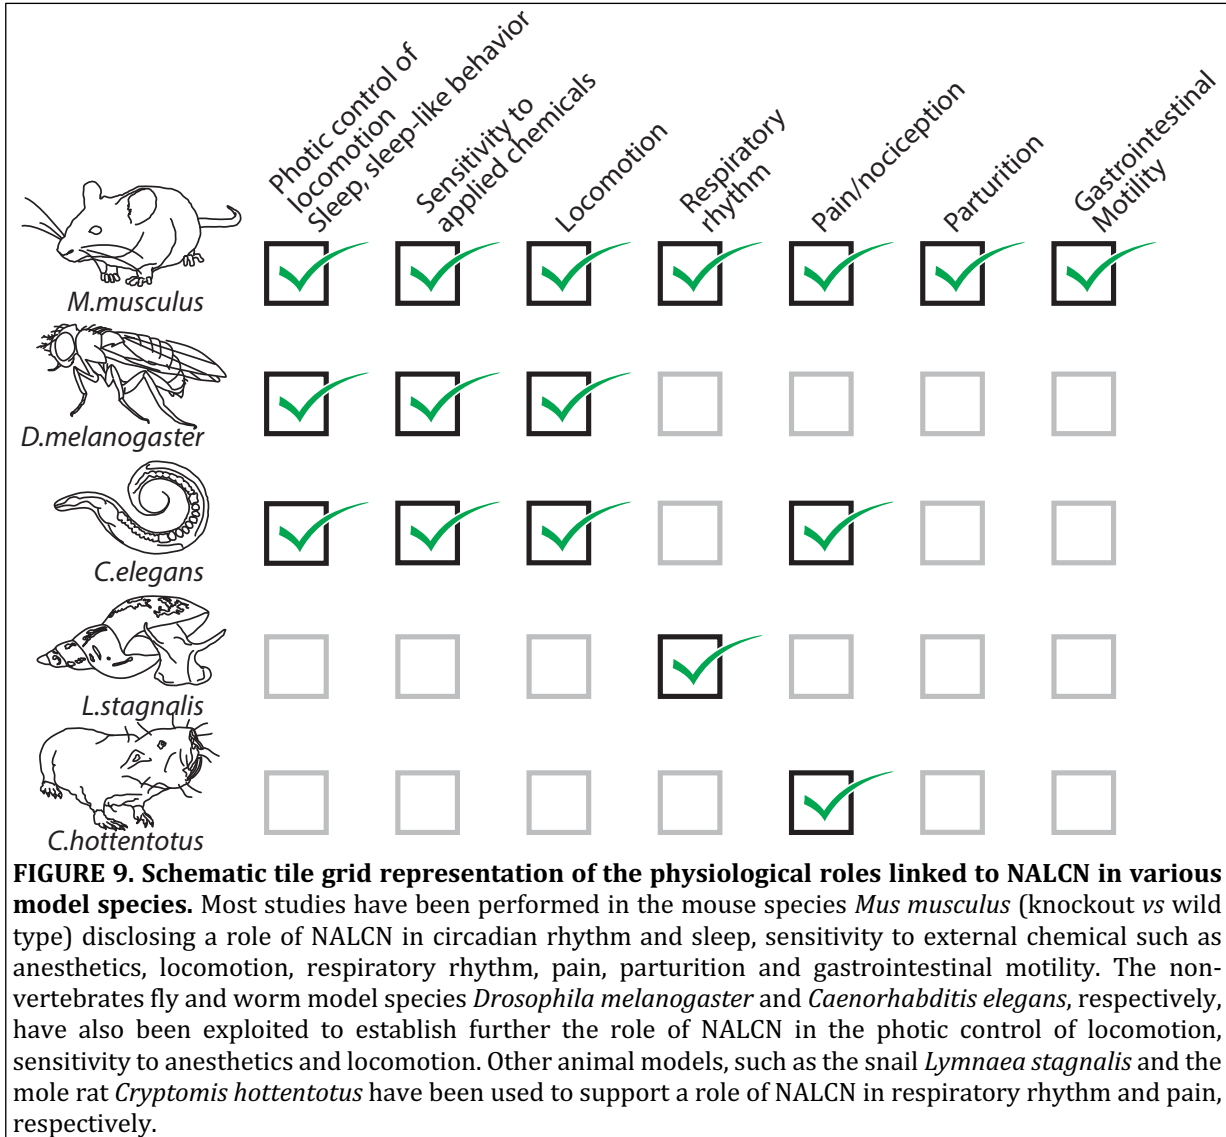 Photic control of
locomotion
Sleep, sleep-like behavior
Sensitivity to
applied chemicals
Locomotion
Respiratory
rhythm
Pain/nociception
Parturition
Gastrointestinal
Motility
M.musculus
D.melanogaster
C.elegans
L.stagnalis
C.hottentotus
FIGURE 9. Schematic tile grid representation of the physiological roles linked to NALCN in various
model species. Most studies have been performed in the mouse species Mus musculus (knockout vs wild
type) disclosing a role of NALCN in circadian rhythm and sleep, sensitivity to external chemical such as
anesthetics, locomotion, respiratory rhythm, pain, parturition and gastrointestinal motility. The non-
vertebrates fly and worm model species Drosophila melanogaster and Caenorhabditis elegans, respectively,
have also been exploited to establish further the role of NALCN in the photic control of locomotion,
sensitivity to anesthetics and locomotion. Other animal models, such as the snail Lymnaea stagnalis and the
mole rat Cryptomis hottentotus have been used to support a role of NALCN in respiratory rhythm and pain,
respectively.